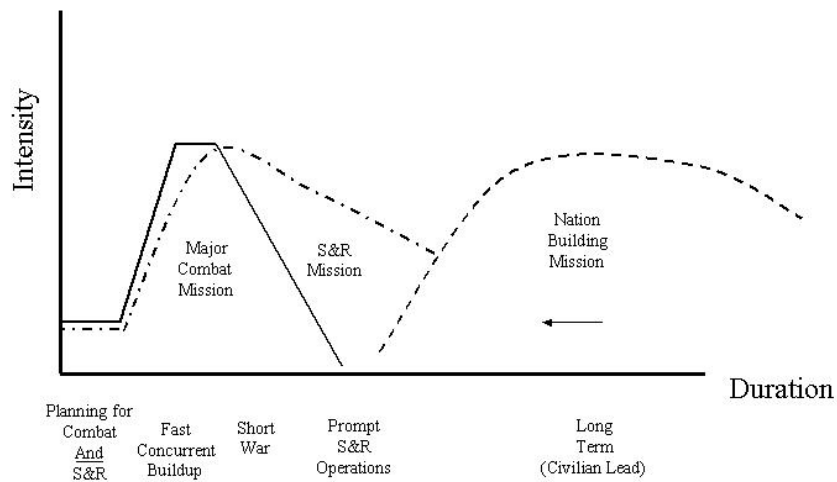 Intensity
Major
Combat
Mission
S&R
Mission
Nation
Building
Mission
Duration
Planning for
Combat
And
S&R
Fast
Concurrent
Buildup
Short
War
Prompt
S&R
Operations
Long
Term
(Civilian Lead)